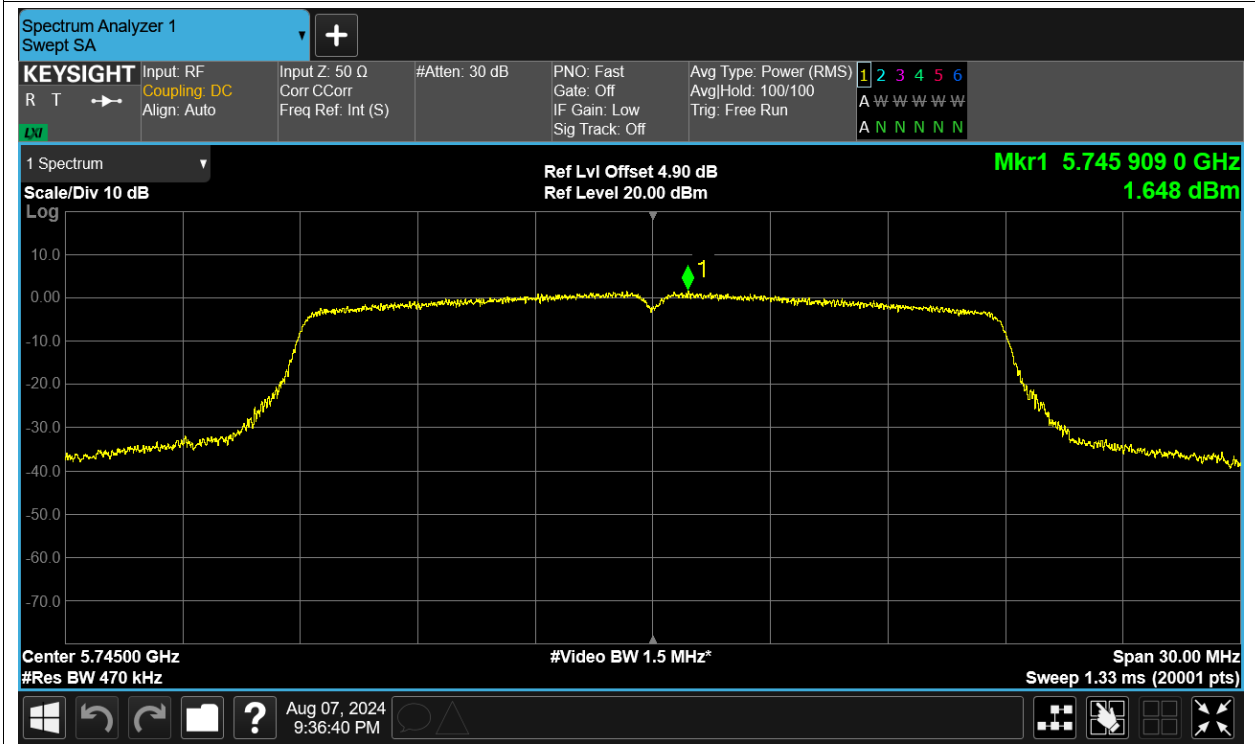 Spectrum Analyzer 1
Swept SA
+
KEYSIGHT
R T
LXI
Input: RF
Coupling: DC
Align: Auto
Input Z: 50 Ω
Corr CCorr
Freq Ref: Int (S)
#Atten: 30 dB
PNO: Fast
Gate: Off
IF Gain: Low
Sig Track: Off
Avg Type: Power (RMS)
Avg|Hold: 100/100
Trig: Free Run
1 2 3 4 5 6
A W W W W W
A N N N N N
1 Spectrum
Scale/Div 10 dB
Log
Ref Lvl Offset 4.90 dB
Ref Level 20.00 dBm
Mkr1 5.745 909 0 GHz
1.648 dBm
1
10.0
0.00
-10.0
-20.0
-30.0
-40.0
-50.0
-60.0
-70.0
Center 5.74500 GHz
#Res BW 470 kHz
#Video BW 1.5 MHz*
Span 30.00 MHz
Sweep 1.33 ms (20001 pts)
?
Aug 07, 2024
9:36:40 PM